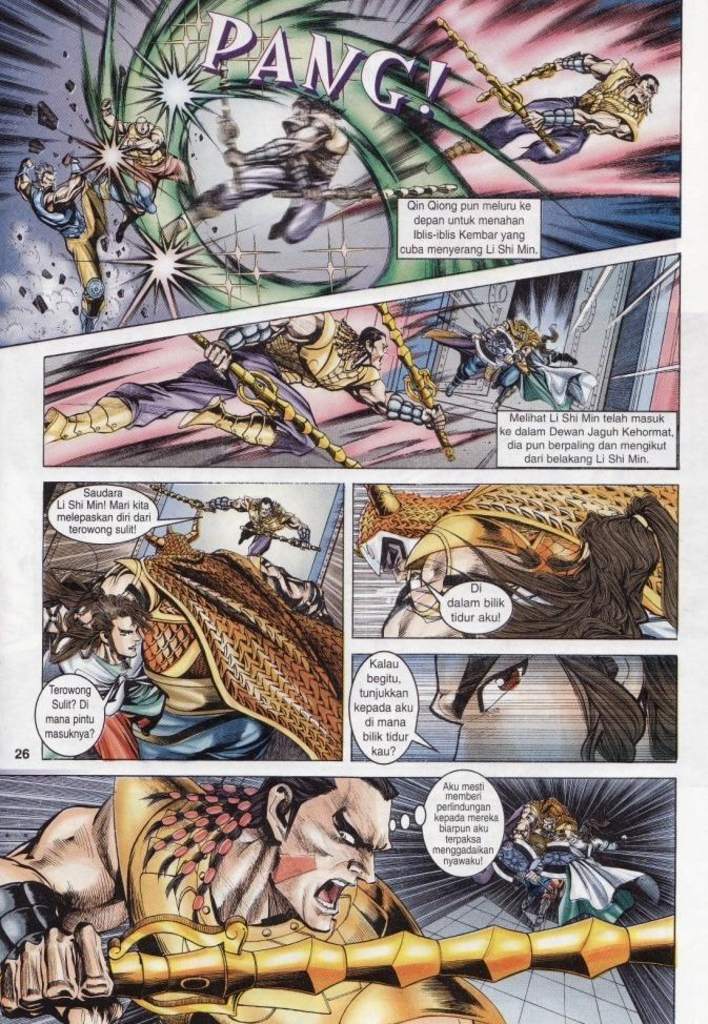 PANG!
Qin Qiong pun meluru ke
depan untuk menahan
Iblis-iblis Kembar yang
cuba menyerang Li Shi Min.
Melihat Li Shi Min telah masuk
ke dalam Dewan Jaguh Kehormat,
dia pun berpaling dan mengikut
dari belakang Li Shi Min.
Saudara
Li Shi Min! Mari kita
melepaskan diri dari
terowong sulit!
Terowong
Sulit? Di
mana pintu
masuknya?
Di
dalam bilik
tidur aku!
Kalau
begitu,
tunjukkan
kepada aku
di mana
bilik tidur
kau?
26
Aku mesti
memberi
perlindungan
kepada mereka
biarpun aku
terpaksa
menggadaikan
nyawaku!